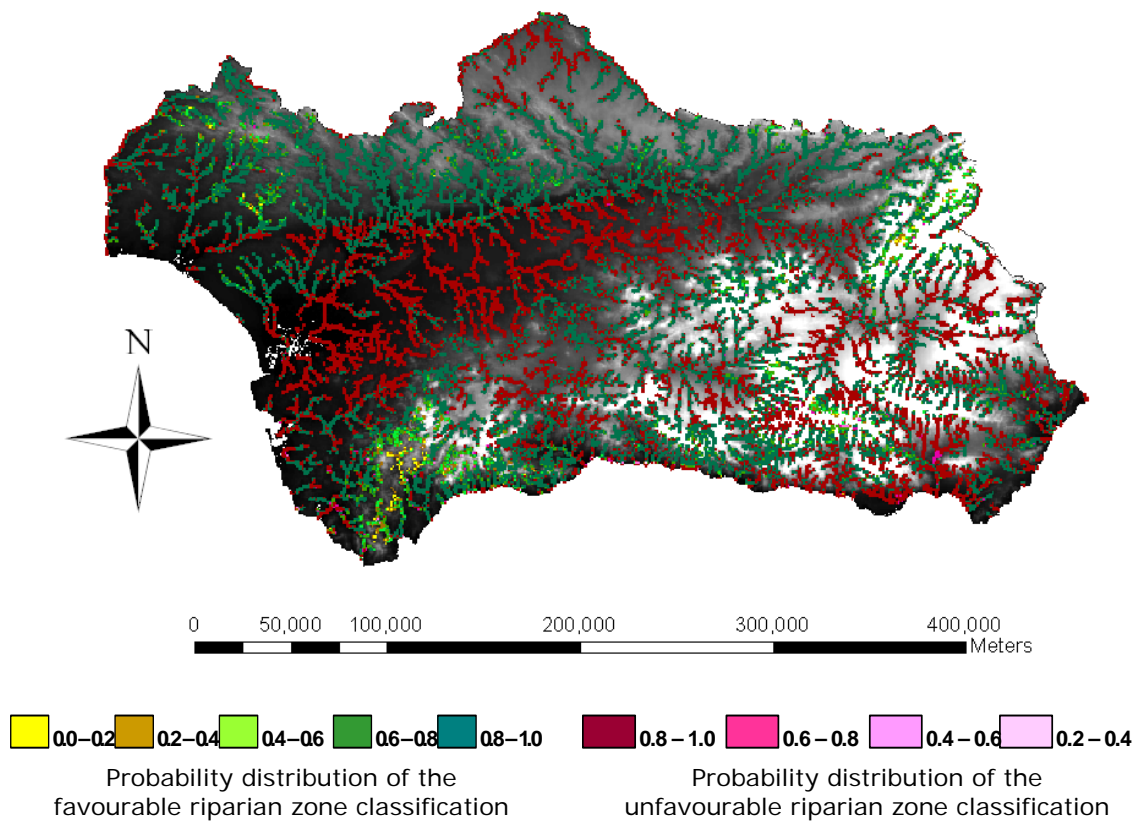 N
0 50,000 100,000 200,000 300,000 400,000
Meters
0.0–0.2 0.2–0.4 0.4–0.6 0.6–0.8 0.8–1.0 0.8–1.0 0.6–0.8 0.4–0.6 0.2–0.4
Probability distribution of the
favourable riparian zone classification
Probability distribution of the
unfavourable riparian zone classification